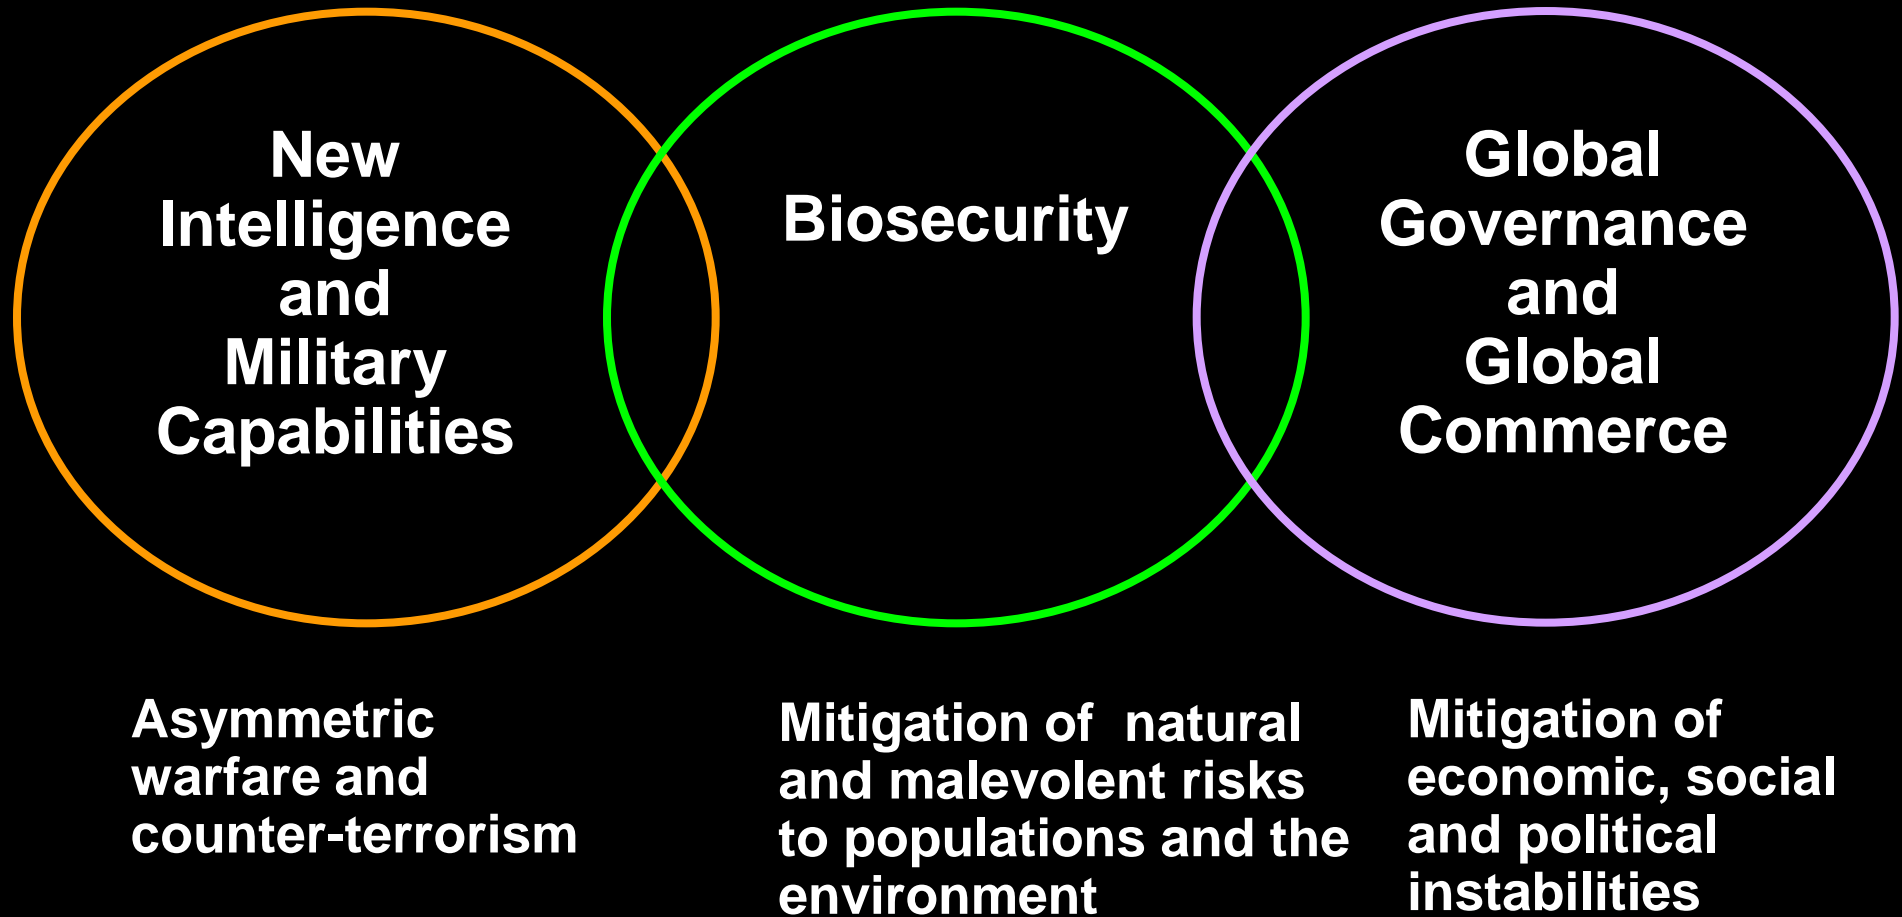 New
Intelligence
and
Military
Capabilities
Biosecurity
Global
Governance
and
Global
Commerce
Asymmetric
warfare and
counter-terrorism
Mitigation of  natural
and malevolent risks
to populations and the
environment
Mitigation of
economic, social
and political
instabilities